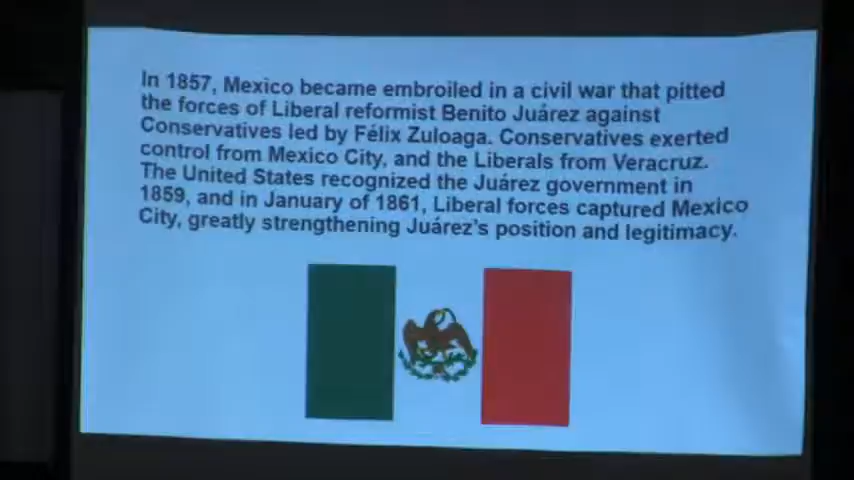 In 1857, Mexico became embroiled in a civil war that pitted
the forces of Liberal reformist Benito Juárez against
Conservatives led by Félix Zuloaga. Conservatives exerted
control from Mexico City, and the Liberals from Veracruz.
The United States recognized the Juárez government in
1859, and in January of 1861, Liberal forces captured Mexico
City, greatly strengthening Juárez's position and legitimacy.